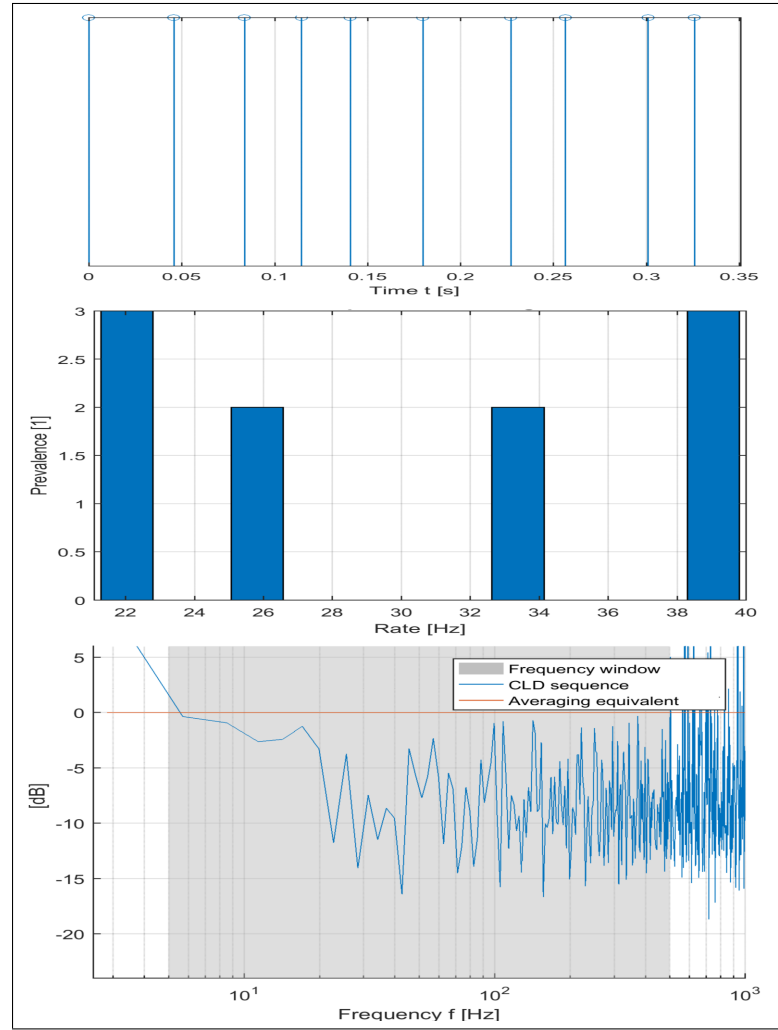 0 0.05 0.1 0.15 0.2 0.25 0.3 0.35
Time t [s]
3
2.5
2
1.5
1
0.5
0
Prevalence [1]
22 24 26 28 30 32 34 36 38 40
Rate [Hz]
5
0
-5
-10
-15
-20
[dB]
Frequency window
CLD sequence
Averaging equivalent
10¹ 10² 10³
Frequency f [Hz]